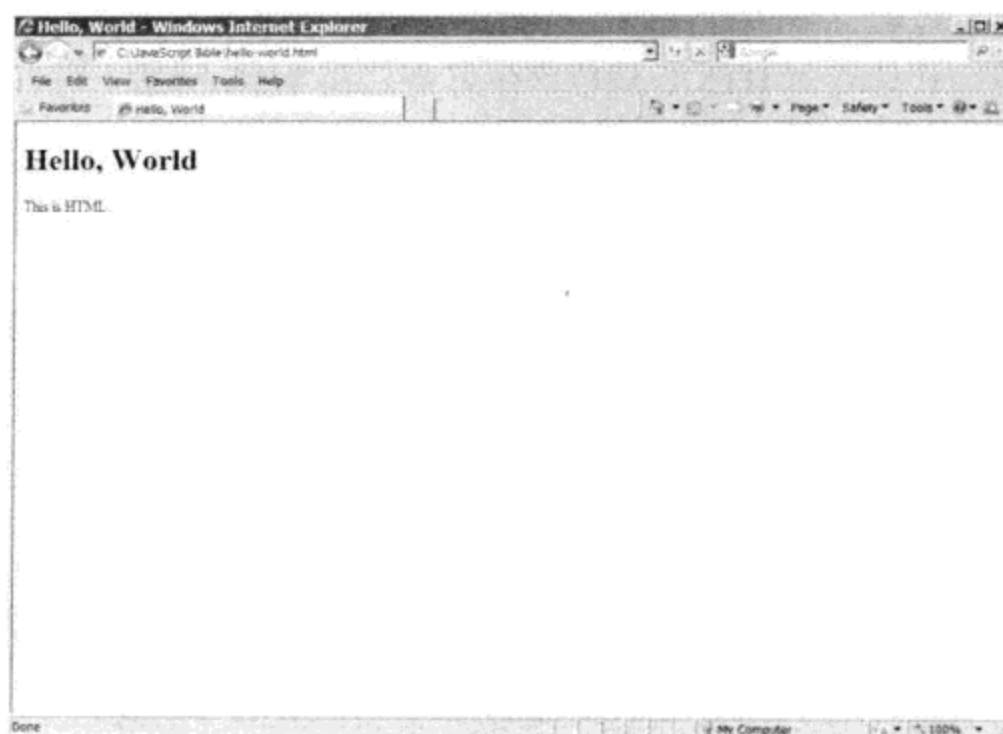 Hello, World - Windows Internet Explorer
C:\JavaScript Bible\hello-world.html
Google
File Edit View Favorites Tools Help
Favorites Hello, World
Page Safety Tools
Hello, World
This is HTML.
Done My Computer 100%